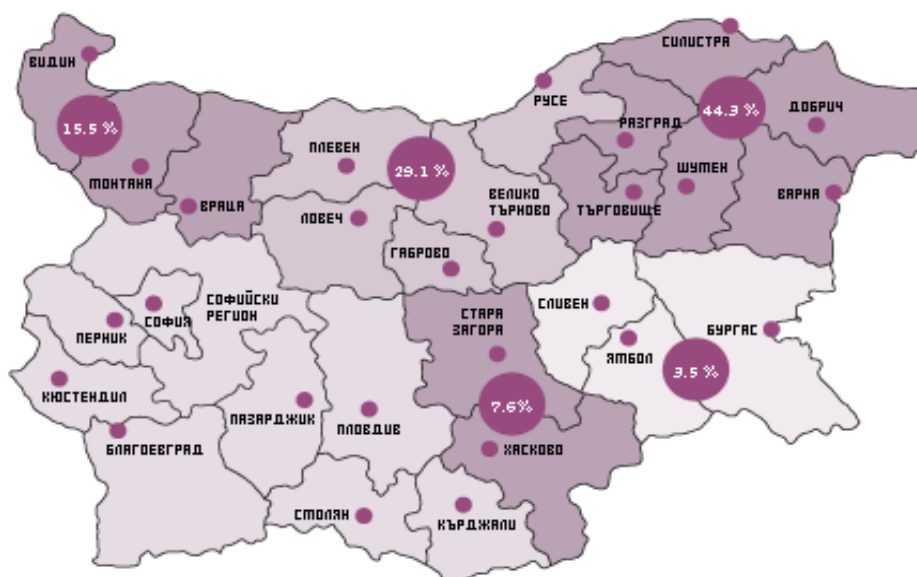 СИЛИСТРА
ВИДИН
РУСЕ
44.3 %
ДОБРИЧ
15.5 %
РАЗГРАД
ПЛЕВЕН
29.1 %
ШУМЕН
МОНТАНА
ВРАЦА
ВЕЛИКО
ТЪРНОВО
ТЪРГОВИЩЕ
ВАРНА
ЛОВЕЧ
ГАБРОВО
СОФИЙСКИ
РЕГИОН
СОФИЯ
ПЕРНИК
СТАРА
ЗАГОРА
СЛИВЕН
БУРГАС
ЯМБОЛ
3.5 %
КЮСТЕНДИЛ
ПАЗАРДЖИК
ПЛОВДИВ
7.6%
БЛАГОЕВГРАД
ХАСКОВО
СТОЛЯН
КЪРДЖАЛИ